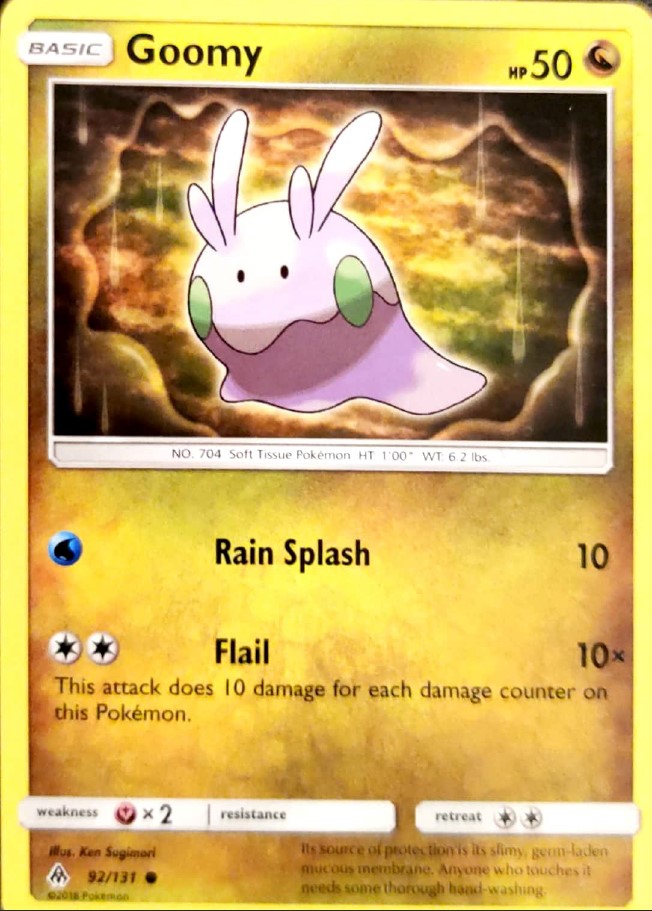 BASIC Goomy HP 50
NO. 704 Soft Tissue Pokémon HT 1'00" WT: 6.2 lbs.
Rain Splash 10
Flail 10×
This attack does 10 damage for each damage counter on
this Pokémon.
weakness × 2 resistance retreat
illus. Ken Sugimori
92/131
©2018 Pokémon
Its source of protection is its slimy, germ-laden
mucous membrane. Anyone who touches it
needs some thorough hand-washing.